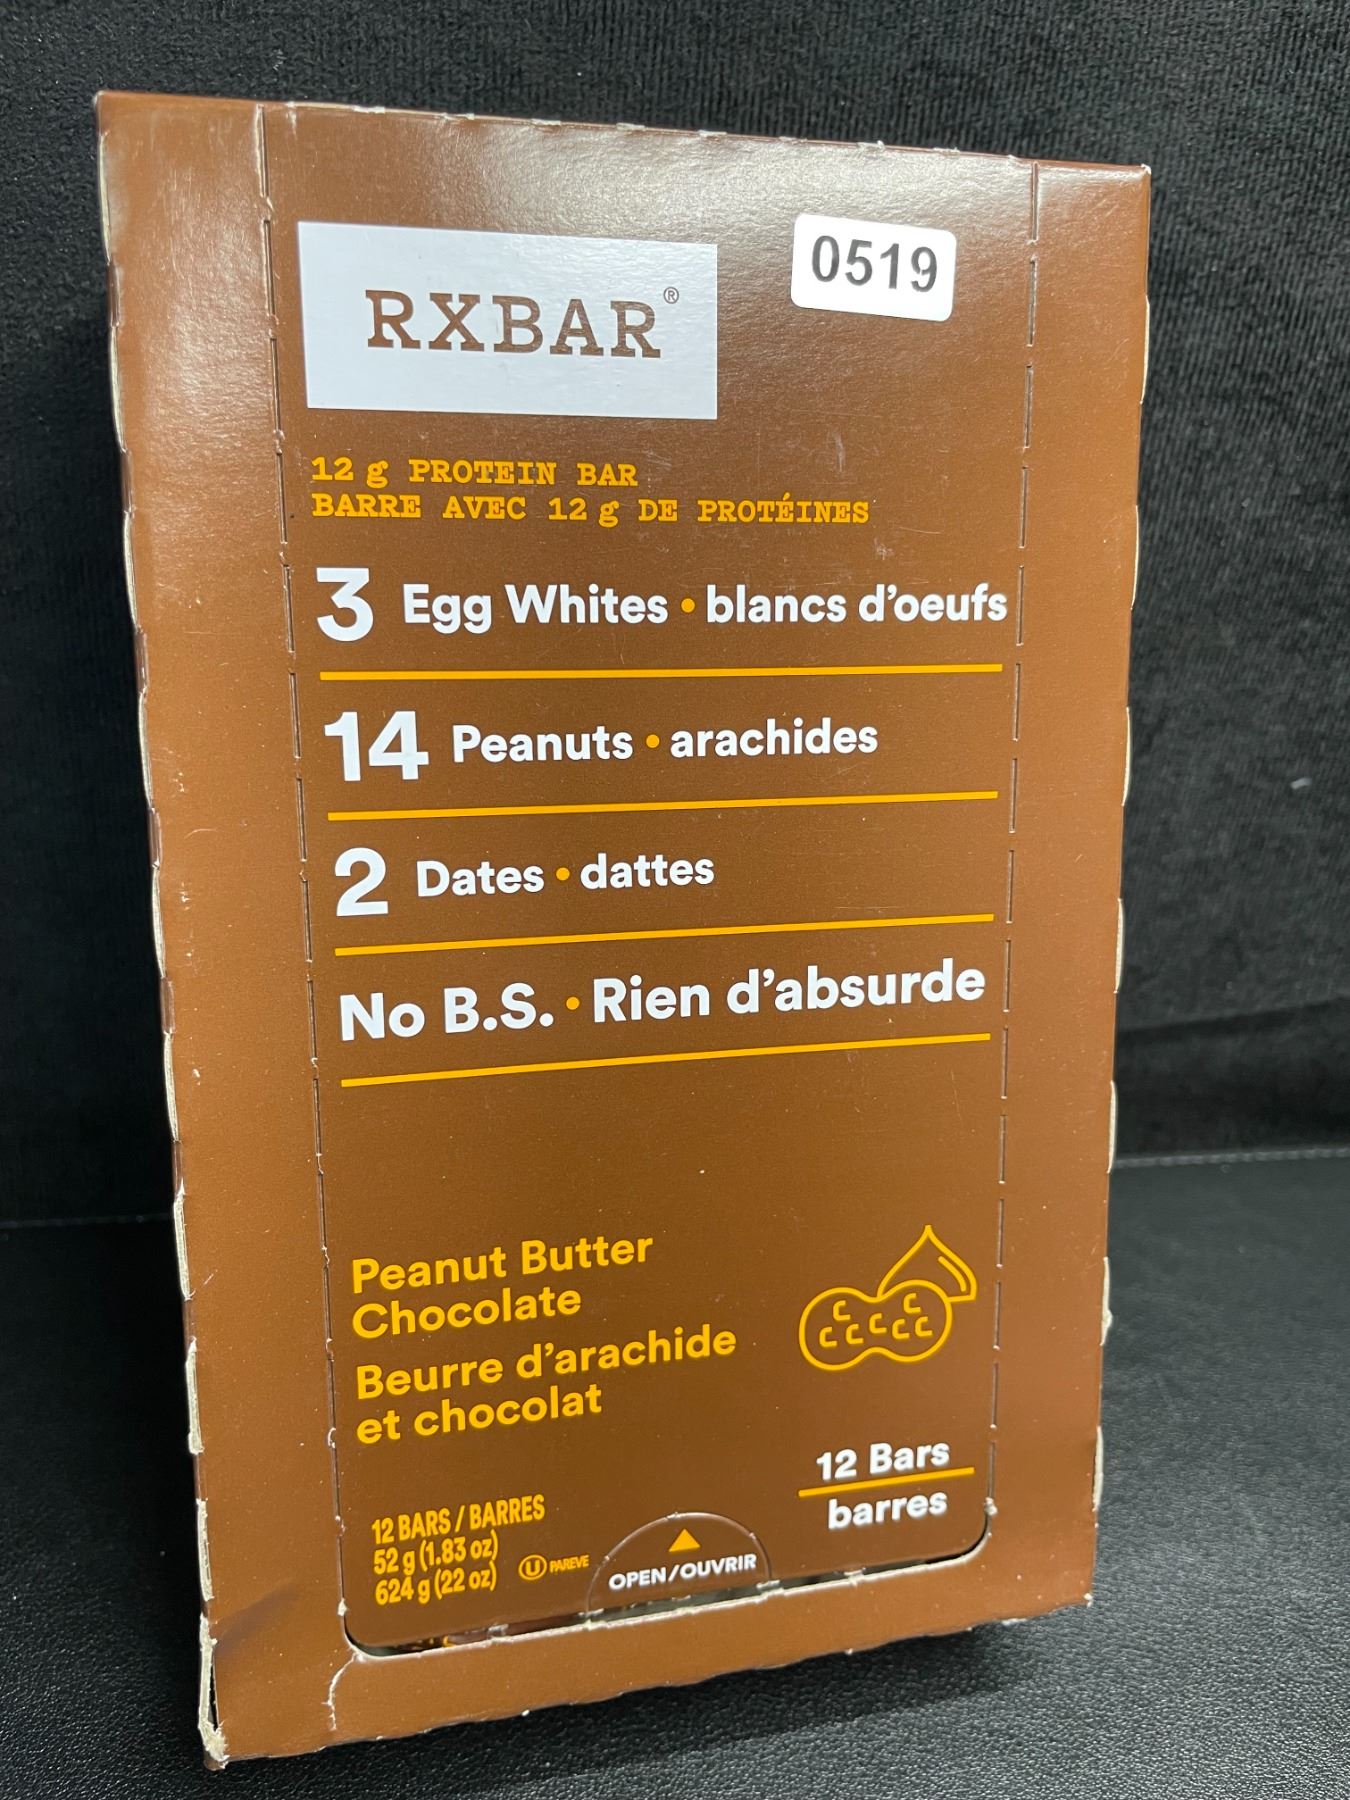 RXBAR®
0519
12 g PROTEIN BAR
BARRE AVEC 12 g DE PROTÉINES
3 Egg Whites • blancs d'oeufs
14 Peanuts • arachides
2 Dates • dattes
No B.S. • Rien d'absurde
Peanut Butter
Chocolate
Beurre d'arachide
et chocolat
C C C C C C C
12 Bars
barres
12 BARS / BARRES
52 g (1.83 oz)
624 g (22 oz)
U PAREVE
OPEN/OUVRIR